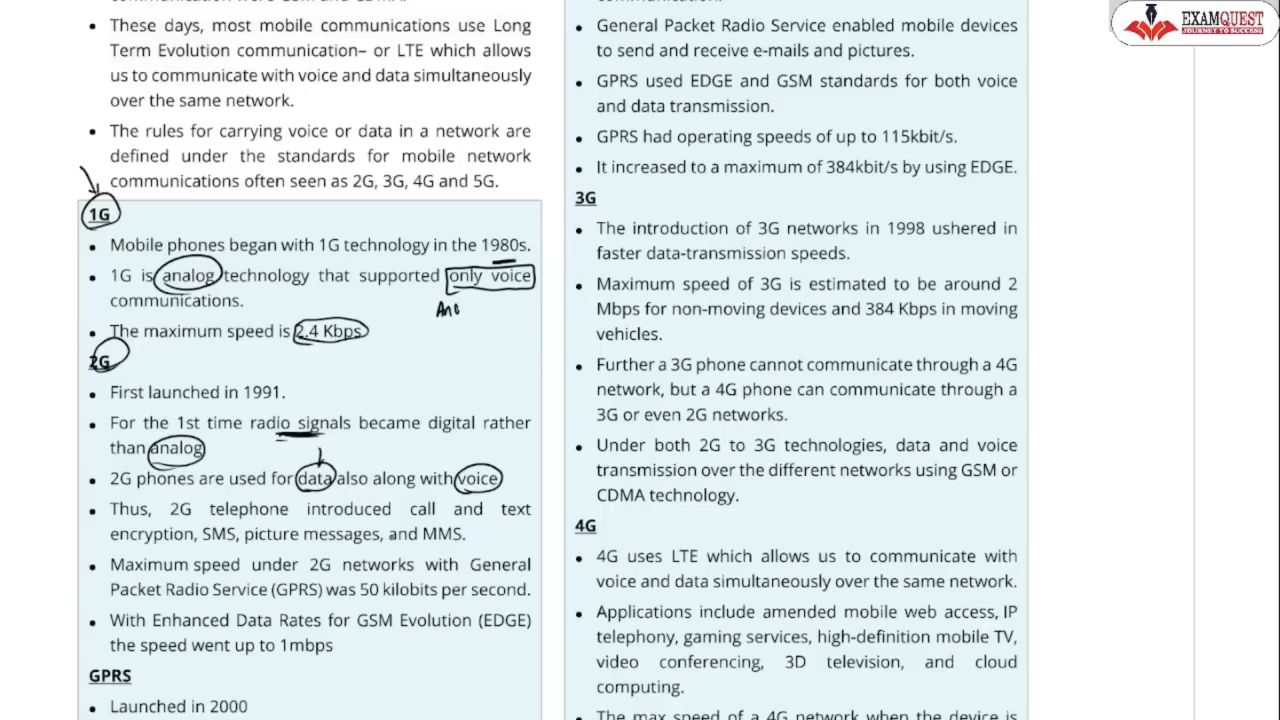 These days, most mobile communications use Long
Term Evolution communication– or LTE which allows
us to communicate with voice and data simultaneously
over the same network.
The rules for carrying voice or data in a network are
defined under the standards for mobile network
communications often seen as 2G, 3G, 4G and 5G.
1G
Mobile phones began with 1G technology in the 1980s.
1G is analog technology that supported only voice
communications.
Ano
The maximum speed is 2.4 Kbps
2G
First launched in 1991.
For the 1st time radio signals became digital rather
than analog
2G phones are used for data also along with voice
Thus, 2G telephone introduced call and text
encryption, SMS, picture messages, and MMS.
Maximum speed under 2G networks with General
Packet Radio Service (GPRS) was 50 kilobits per second.
With Enhanced Data Rates for GSM Evolution (EDGE)
the speed went up to 1mbps
GPRS
Launched in 2000
General Packet Radio Service enabled mobile devices
to send and receive e-mails and pictures.
GPRS used EDGE and GSM standards for both voice
and data transmission.
GPRS had operating speeds of up to 115kbit/s.
It increased to a maximum of 384kbit/s by using EDGE.
3G
The introduction of 3G networks in 1998 ushered in
faster data-transmission speeds.
Maximum speed of 3G is estimated to be around 2
Mbps for non-moving devices and 384 Kbps in moving
vehicles.
Further a 3G phone cannot communicate through a 4G
network, but a 4G phone can communicate through a
3G or even 2G networks.
Under both 2G to 3G technologies, data and voice
transmission over the different networks using GSM or
CDMA technology.
4G
4G uses LTE which allows us to communicate with
voice and data simultaneously over the same network.
Applications include amended mobile web access, IP
telephony, gaming services, high-definition mobile TV,
video conferencing, 3D television, and cloud
computing.
The max speed of a 4G network when the device is
EXAMQUEST
JOURNEY TO SUCCESS